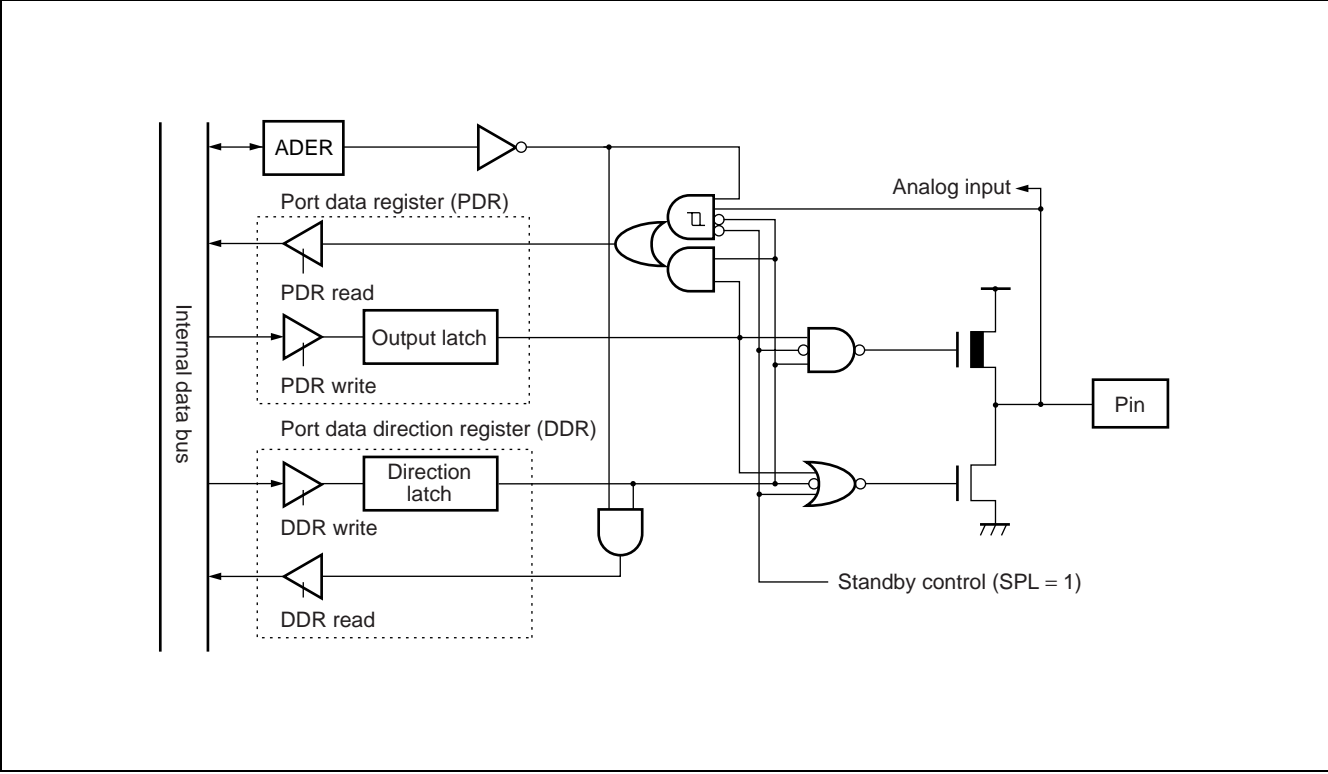 ADER
Port data register (PDR)
Analog input
PDR read
Internal data bus
Output latch
PDR write
Pin
Port data direction register (DDR)
Direction
latch
DDR write
Standby control (SPL = 1)
DDR read